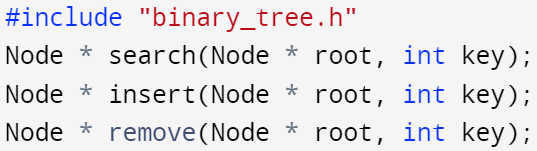 #include "binary_tree.h"
Node * search(Node * root, int key);
Node * insert(Node * root, int key);
Node * remove(Node * root, int key);